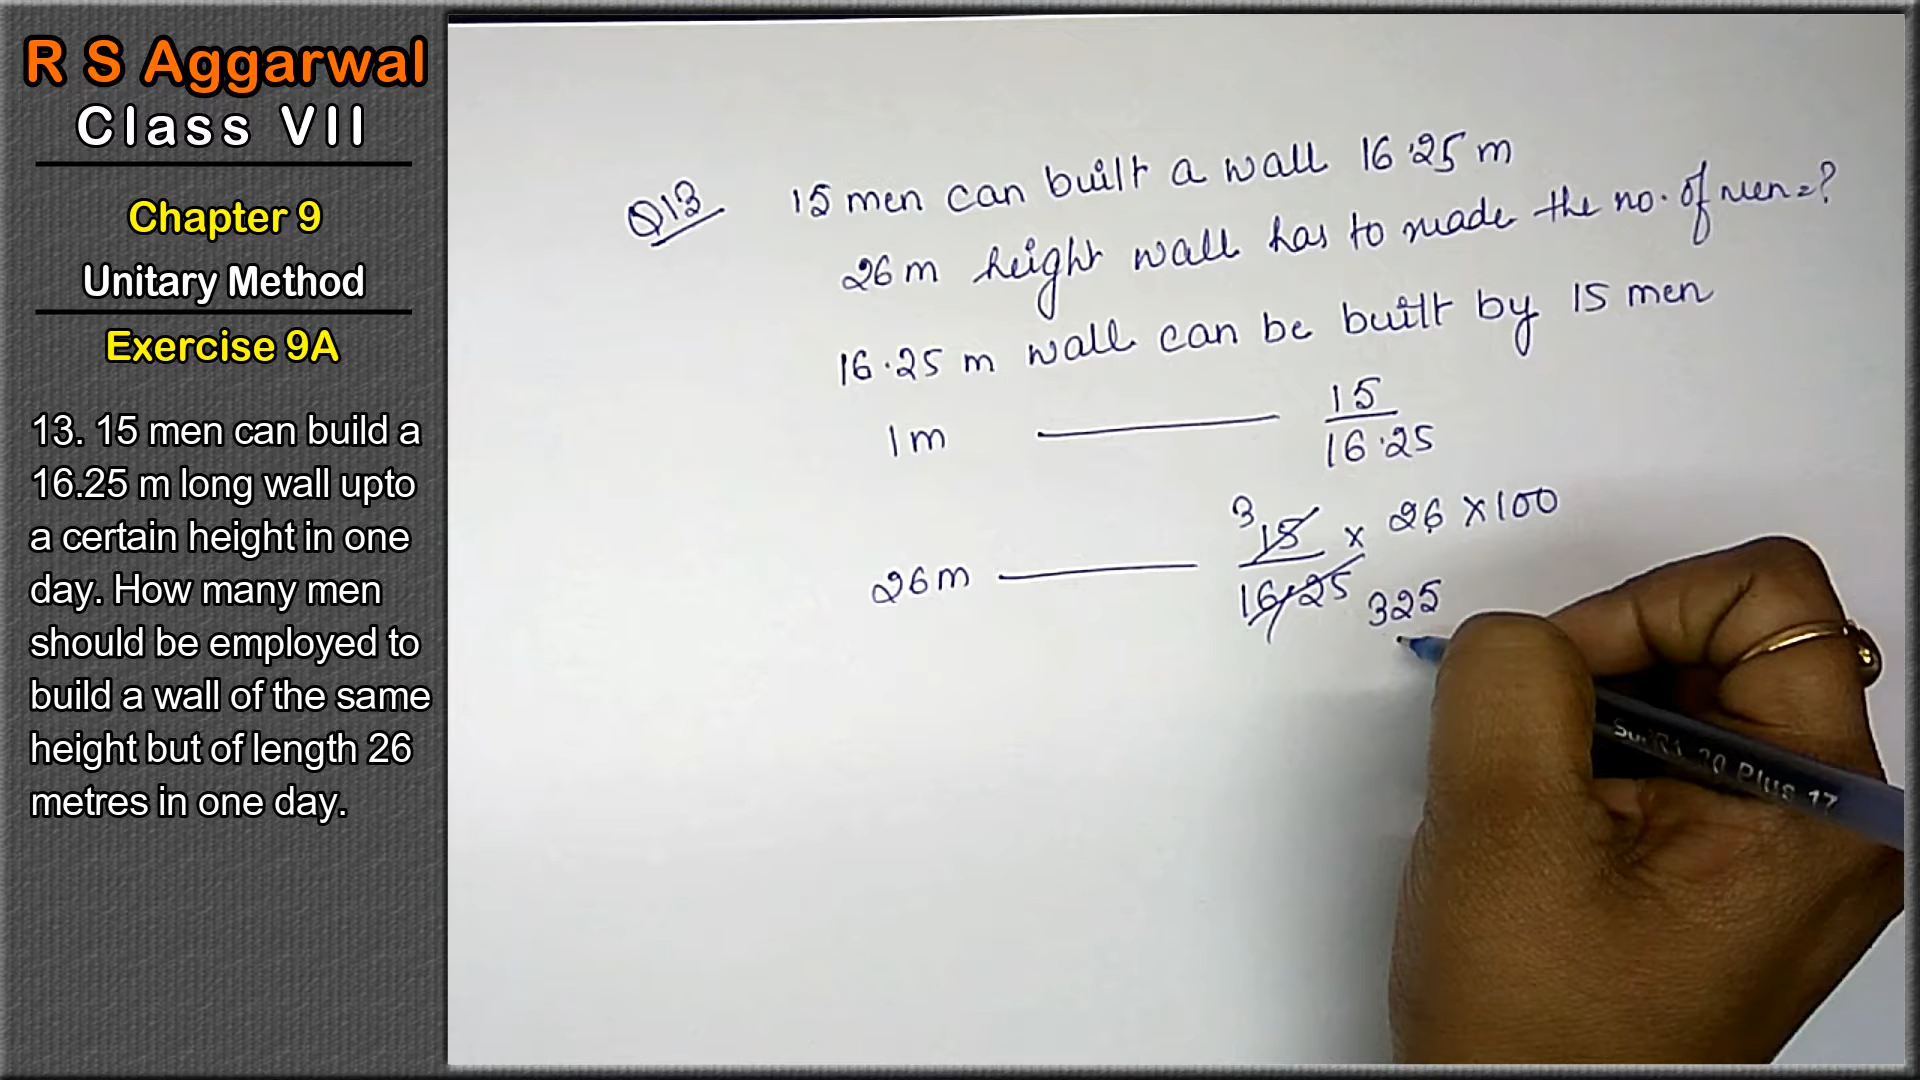 R S Aggarwal
Class VII
Chapter 9
Unitary Method
Exercise 9A
13. 15 men can build a
16.25 m long wall upto
a certain height in one
day. How many men
should be employed to
build a wall of the same
height but of length 26
metres in one day.
Q13 15 men can built a wall 16.25 m
26m height wall has to made the no. of men=?
16.25 m wall can be built by 15 men
1m ——— 15
16.25
3
26m ——— 15 × 26 × 100
16.25 325
Plus 17